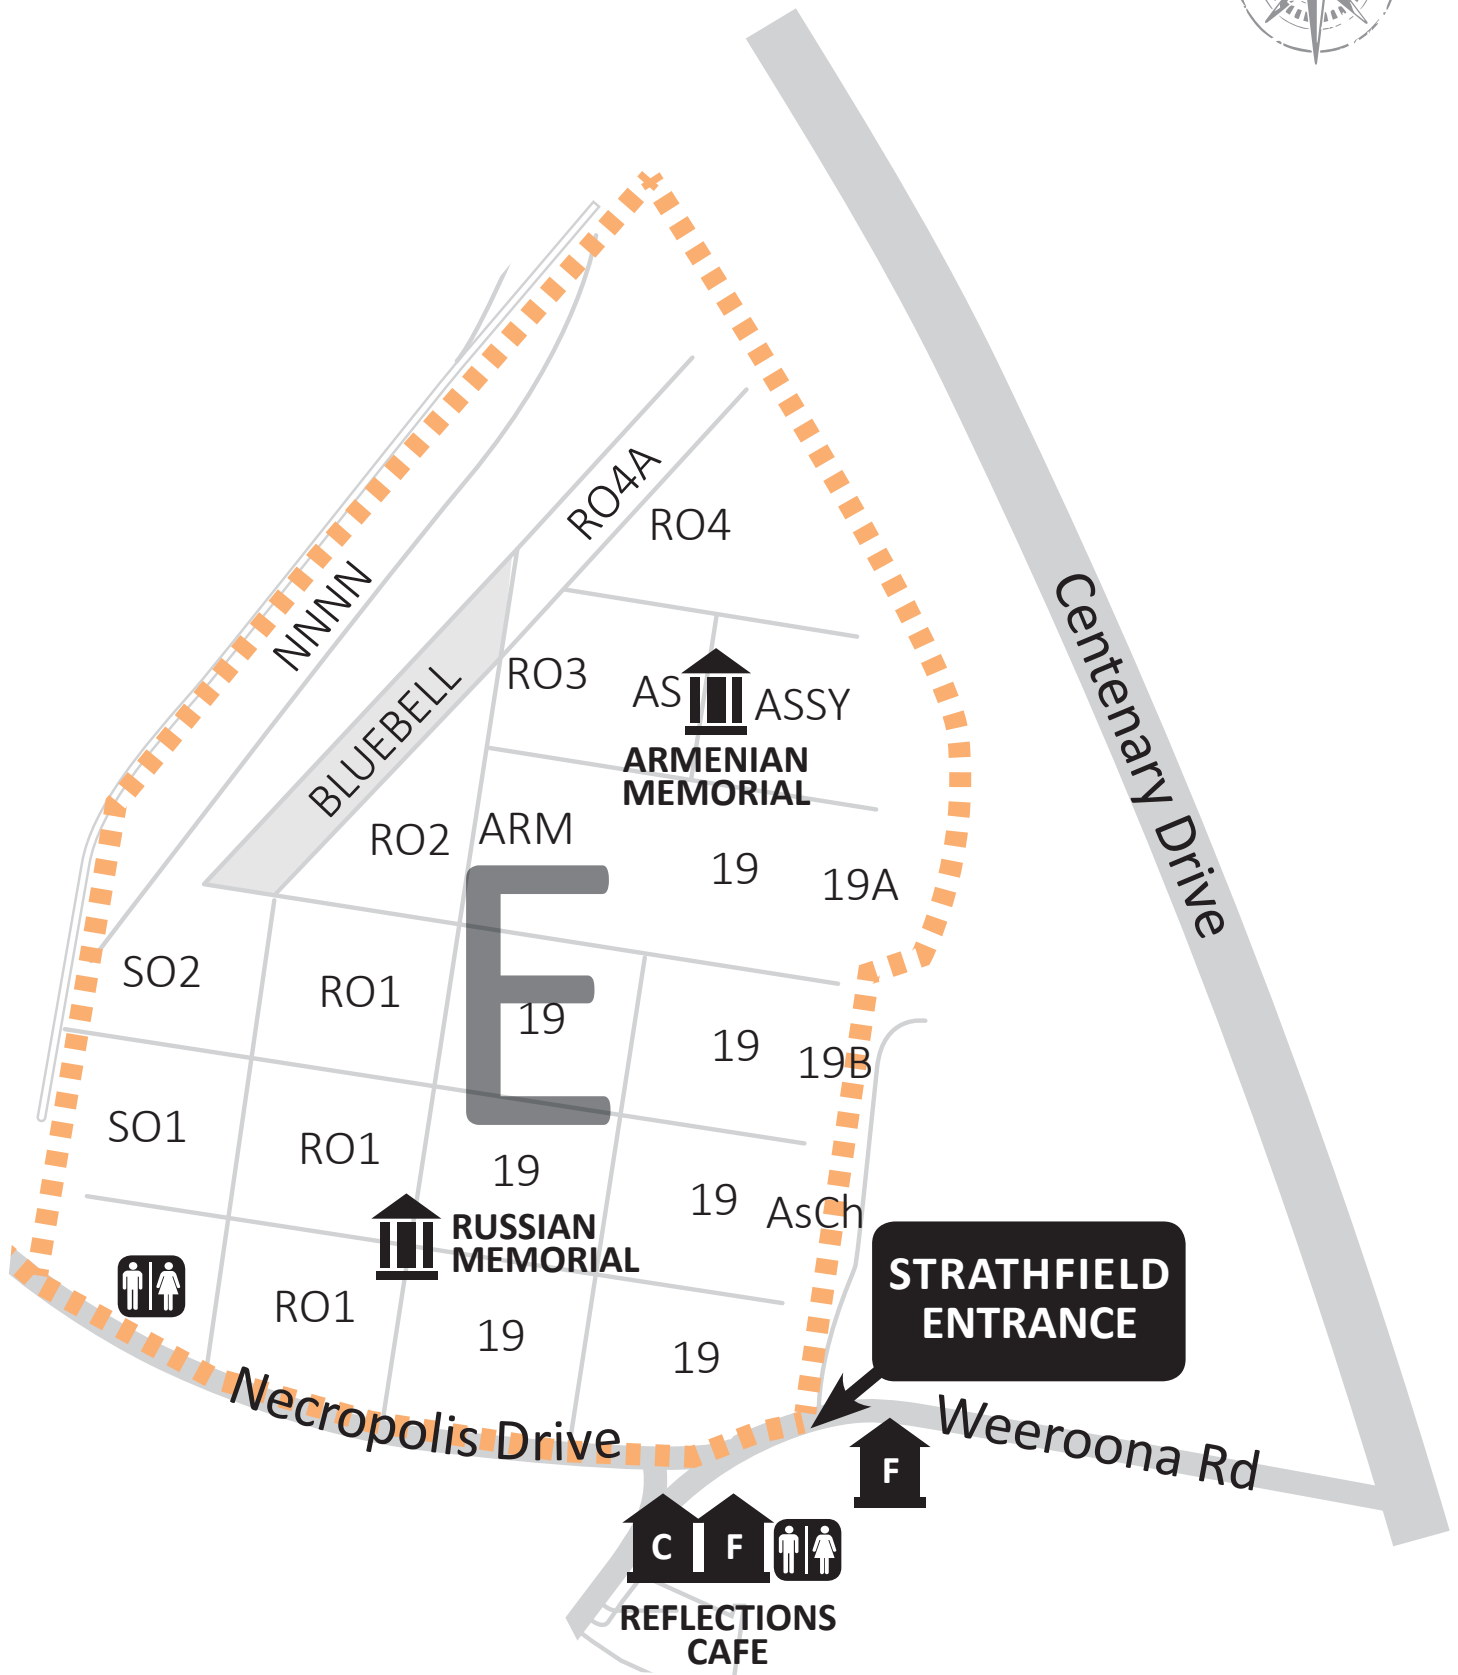 RO4A
RO4
NNNN
BLUEBELL
RO3
AS
ASSY
ARMENIAN
MEMORIAL
Centenary Drive
RO2
ARM
19
19A
E
SO2
RO1
19
19
19B
SO1
RO1
19
19
AsCh
RUSSIAN
MEMORIAL
STRATHFIELD
ENTRANCE
RO1
19
19
Necropolis Drive
Weeroona Rd
F
C
F
REFLECTIONS
CAFE